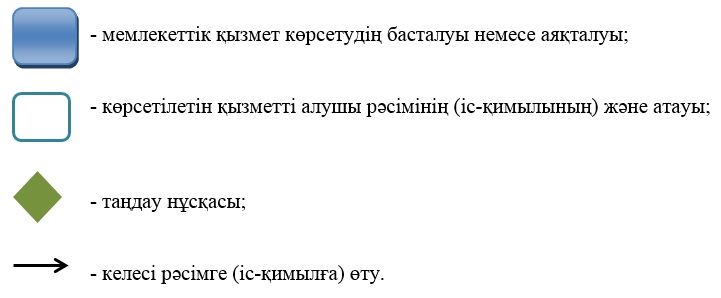 - мемлекеттік қызмет көрсетудің басталуы немесе аяқталуы;
- көрсетілетін қызметті алушы рәсімінің (іс-қимылының) және атауы;
- таңдау нұсқасы;
- келесі рәсімге (іс-қимылға) өту.